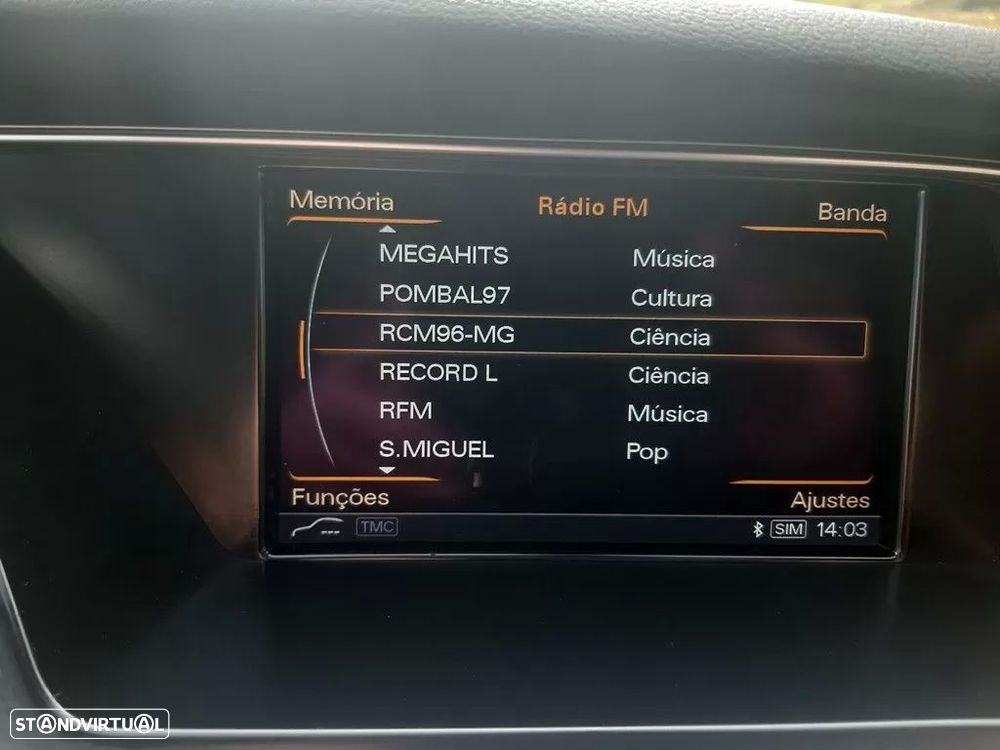 Memória Rádio FM Banda
MEGAHITS Música
POMBAL97 Cultura
RCM96-MG Ciência
RECORD L Ciência
RFM Música
S.MIGUEL Pop
Funções Ajustes
TMC SIM 14:03
STANDVIRTUAL